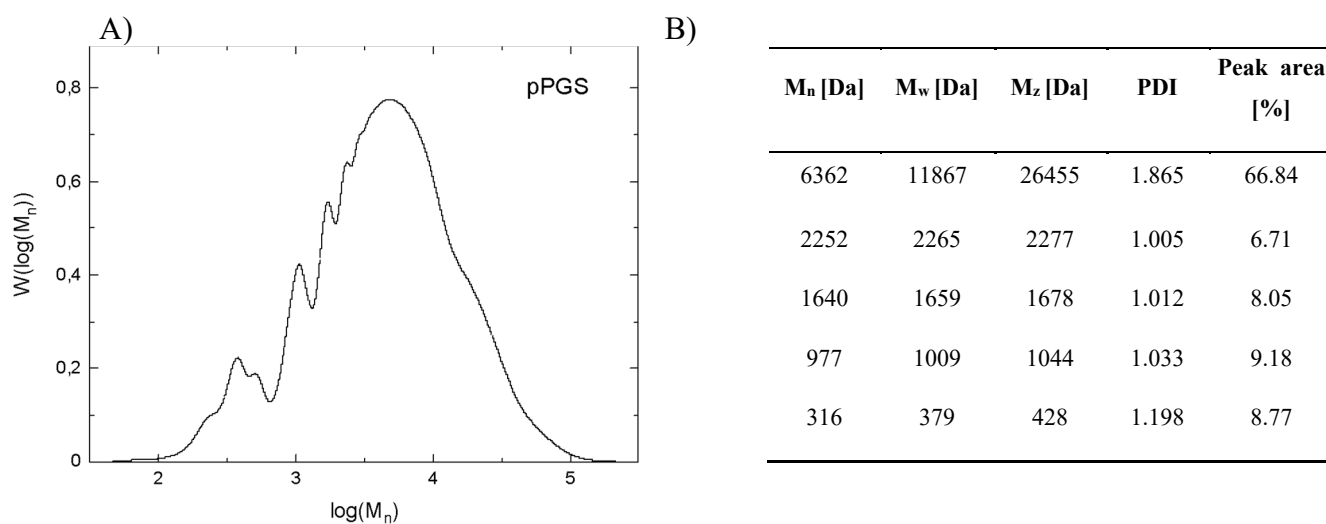 A)
pPGS
0,8
0,6
0,4
0,2
0
W(log(Mn))
2 3 4 5
log(Mn)
B)
Mn [Da] Mw [Da] Mz [Da] PDI Peak area [%]
6362 11867 26455 1.865 66.84
2252 2265 2277 1.005 6.71
1640 1659 1678 1.012 8.05
977 1009 1044 1.033 9.18
316 379 428 1.198 8.77